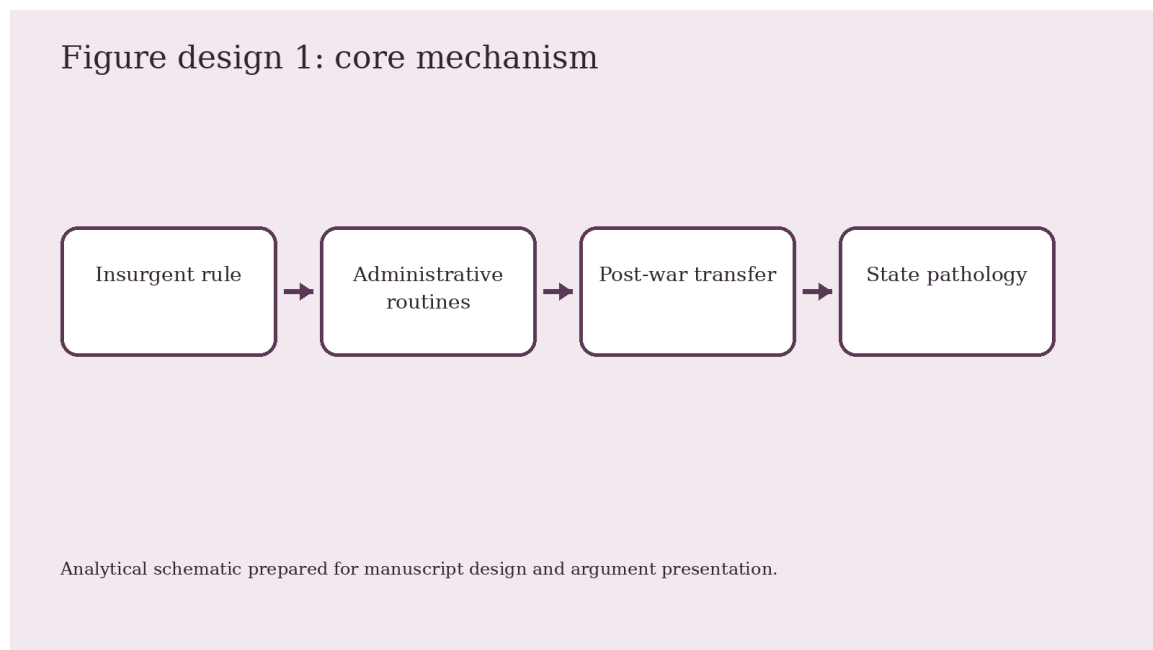 Figure design 1: core mechanism
Insurgent rule
Administrative
routines
Post-war transfer
State pathology
Analytical schematic prepared for manuscript design and argument presentation.